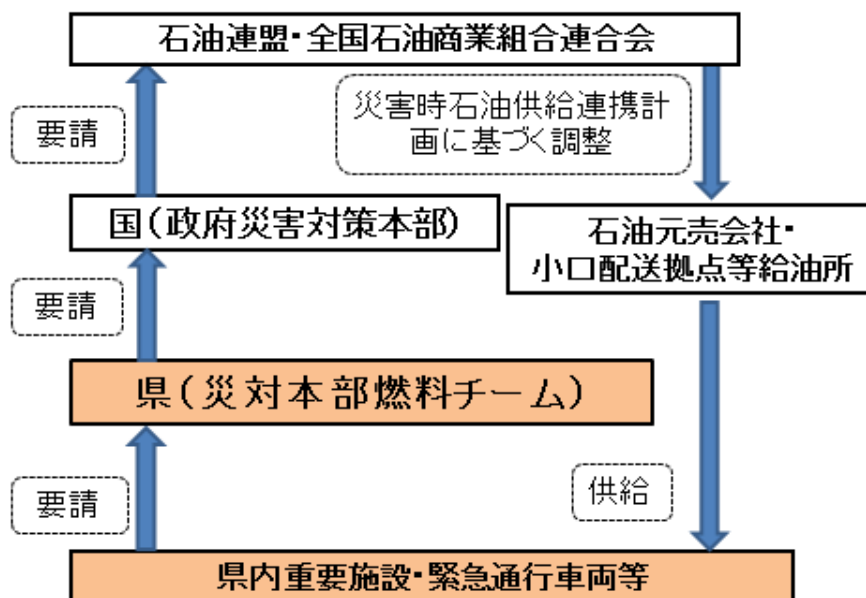 石油連盟・全国石油商業組合連合会
要請
災害時石油供給連携計
画に基づく調整
国(政府災害対策本部)
石油元売会社・
小口配送拠点等給油所
要請
県(災対本部燃料チーム)
要請
供給
県内重要施設・緊急通行車両等